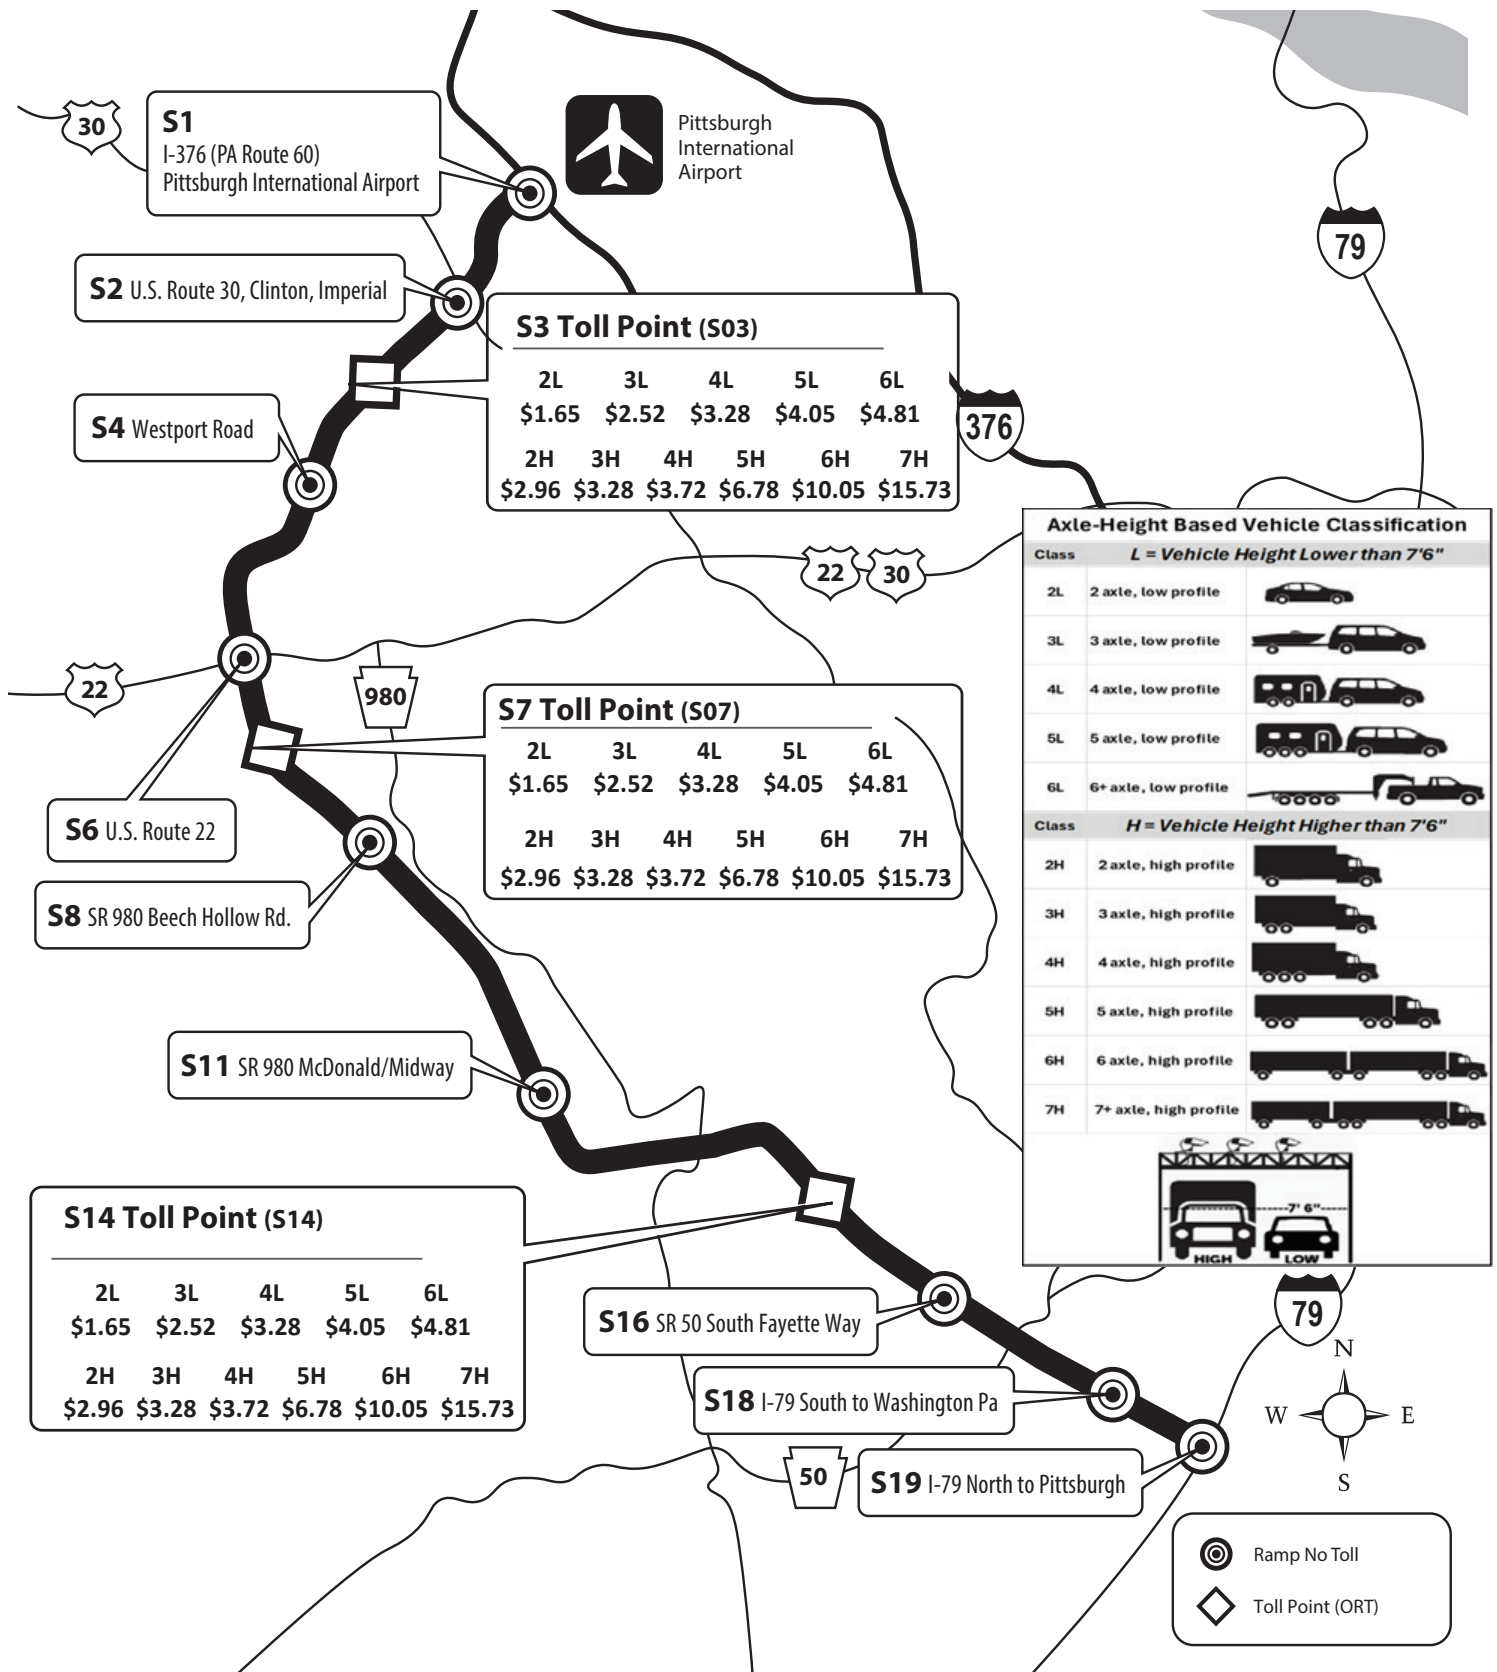 30
S1
I-376 (PA Route 60)
Pittsburgh International Airport
Pittsburgh
International
Airport
79
S2 U.S. Route 30, Clinton, Imperial
S3 Toll Point (S03)
2L 3L 4L 5L 6L
$1.65 $2.52 $3.28 $4.05 $4.81
2H 3H 4H 5H 6H 7H
$2.96 $3.28 $3.72 $6.78 $10.05 $15.73
S4 Westport Road
376
22 30
22
980
S7 Toll Point (S07)
2L 3L 4L 5L 6L
$1.65 $2.52 $3.28 $4.05 $4.81
2H 3H 4H 5H 6H 7H
$2.96 $3.28 $3.72 $6.78 $10.05 $15.73
S6 U.S. Route 22
S8 SR 980 Beech Hollow Rd.
S11 SR 980 McDonald/Midway
Axle-Height Based Vehicle Classification
Class L = Vehicle Height Lower than 7'6"
2L 2 axle, low profile
3L 3 axle, low profile
4L 4 axle, low profile
5L 5 axle, low profile
6L 6+ axle, low profile
Class H = Vehicle Height Higher than 7'6"
2H 2 axle, high profile
3H 3 axle, high profile
4H 4 axle, high profile
5H 5 axle, high profile
6H 6 axle, high profile
7H 7+ axle, high profile
7' 6"
HIGH LOW
S14 Toll Point (S14)
2L 3L 4L 5L 6L
$1.65 $2.52 $3.28 $4.05 $4.81
2H 3H 4H 5H 6H 7H
$2.96 $3.28 $3.72 $6.78 $10.05 $15.73
S16 SR 50 South Fayette Way
79
S18 I-79 South to Washington Pa
N
W E
S
50
S19 I-79 North to Pittsburgh
Ramp No Toll
Toll Point (ORT)